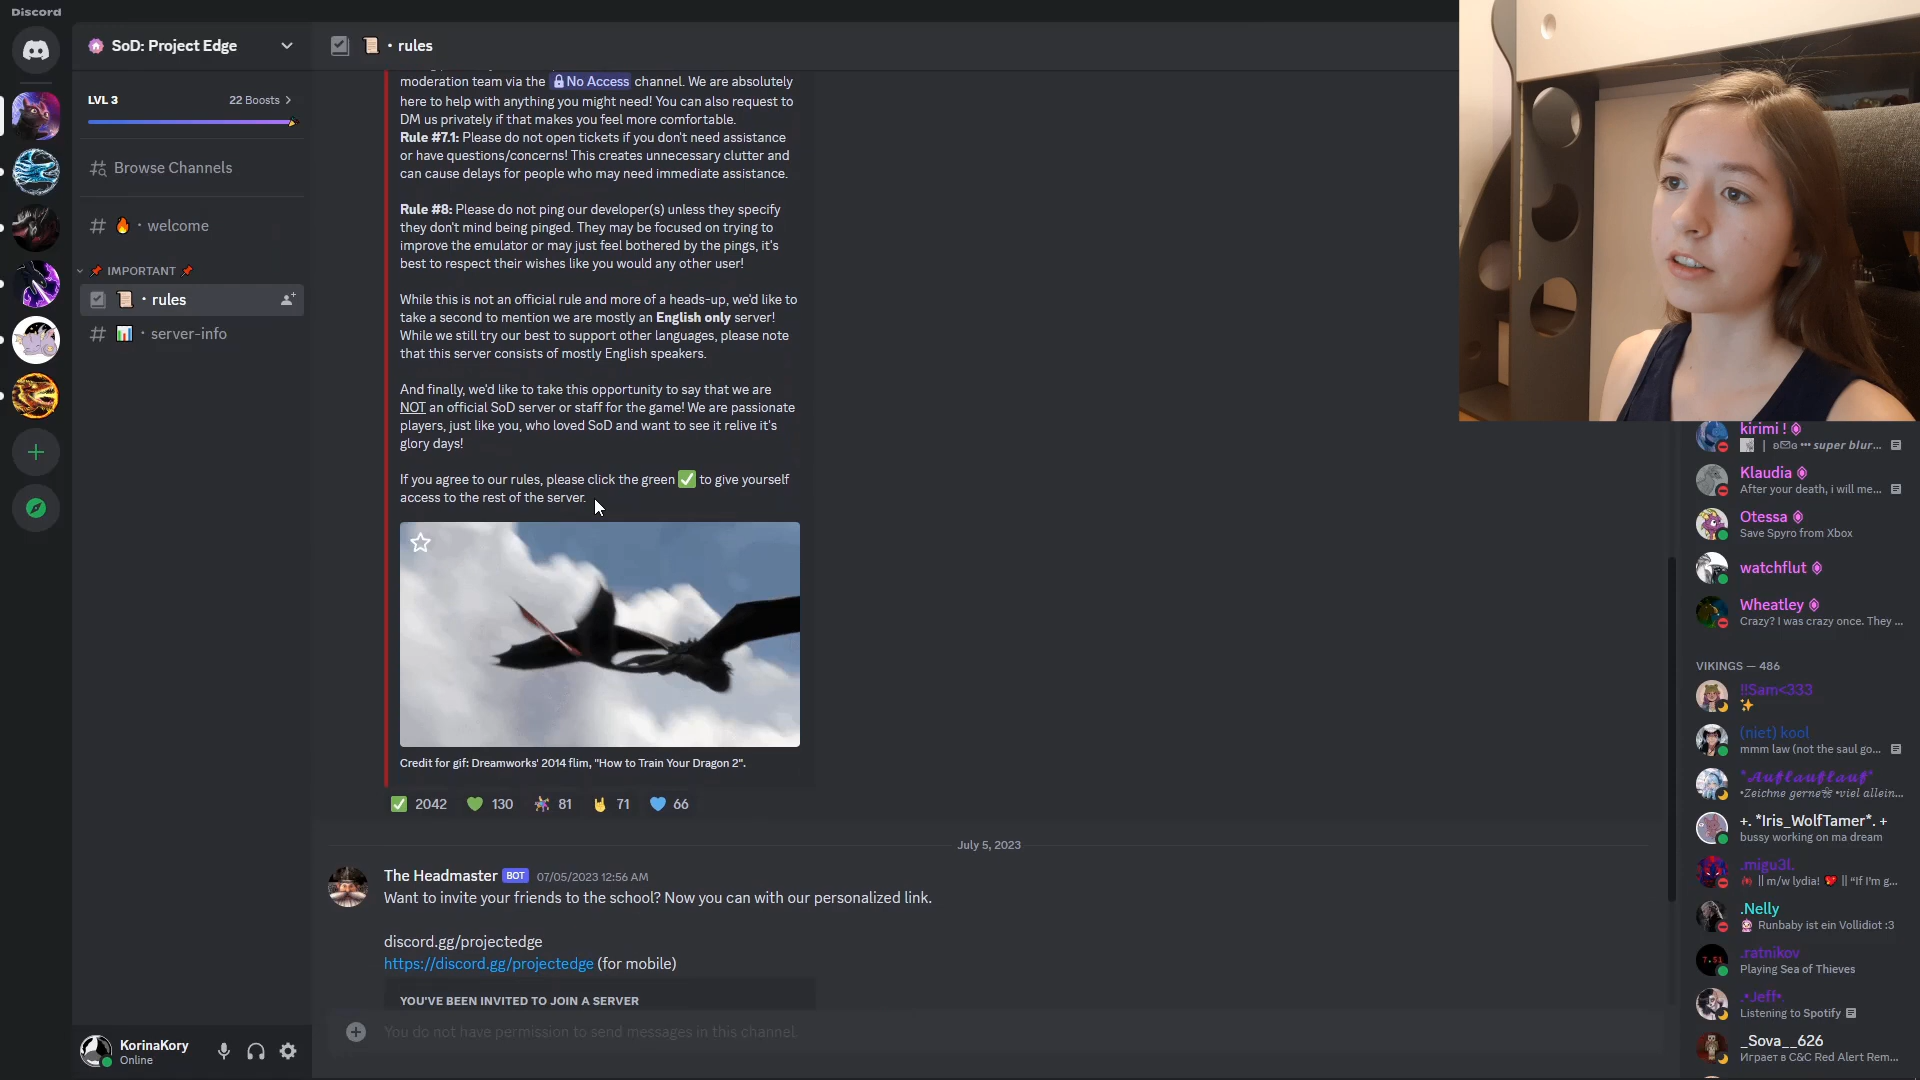 Discord
SoD: Project Edge
LVL 3
22 Boosts
Browse Channels
welcome
IMPORTANT
rules
server-info
KorinaKory
Online
rules
moderation team via the No Access channel. We are absolutely
here to help with anything you might need! You can also request to
DM us privately if that makes you feel more comfortable.
Rule #7.1: Please do not open tickets if you don't need assistance
or have questions/concerns! This creates unnecessary clutter and
can cause delays for people who may need immediate assistance.
Rule #8: Please do not ping our developer(s) unless they specify
they don't mind being pinged. They may be focused on trying to
improve the emulator or may just feel bothered by the pings, it's
best to respect their wishes like you would any other user!
While this is not an official rule and more of a heads-up, we'd like to
take a second to mention we are mostly an English only server!
While we still try our best to support other languages, please note
that this server consists of mostly English speakers.
And finally, we'd like to take this opportunity to say that we are
NOT an official SoD server or staff for the game! We are passionate
players, just like you, who loved SoD and want to see it relive it's
glory days!
If you agree to our rules, please click the green ✅ to give yourself
access to the rest of the server.
Credit for gif: Dreamworks' 2014 flim, "How to Train Your Dragon 2".
2042 130 81 71 66
July 5, 2023
The Headmaster BOT 07/05/2023 12:56 AM
Want to invite your friends to the school? Now you can with our personalized link.
discord.gg/projectedge
https://discord.gg/projectedge (for mobile)
YOU'VE BEEN INVITED TO JOIN A SERVER
You do not have permission to send messages in this channel.
kirimi !
super blur...
Klaudia
After your death, i will me...
Otessa
Save Spyro from Xbox
watchflut
Wheatley
Crazy? I was crazy once. They ...
VIKINGS — 486
!!Sam<333
(niet) kool
mmm law (not the saul go...
*Auflauflauf*
•Zeichne gerne •viel allein...
+. *Iris_WolfTamer*. +
bussy working on ma dream
.migu3l.
|| m/w lydia! || "If I'm g...
.Nelly
Runbaby ist ein Vollidiot :3
.ratnikov
Playing Sea of Thieves
.•Jeff•.
Listening to Spotify
_Sova__626
Играет в C&C Red Alert Rem...